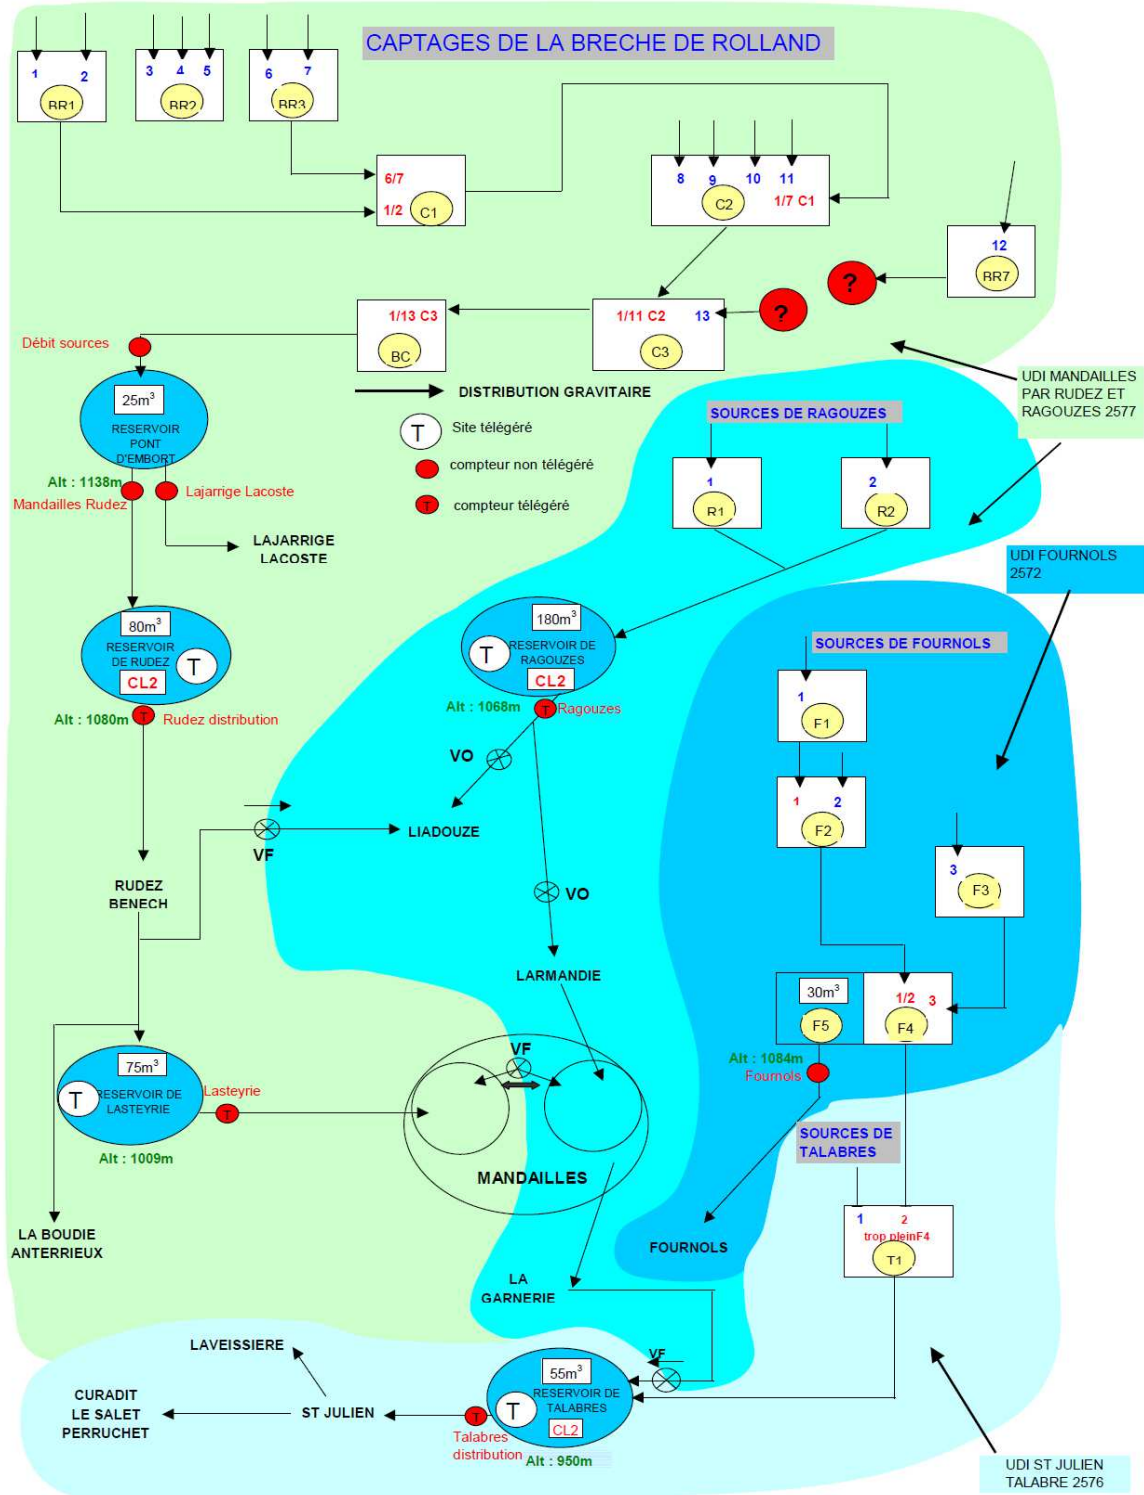 CAPTAGES DE LA BRECHE DE ROLLAND
1 2
BR1
3 4 5
BR2
6 7
BR3
6/7
1/2
C1
8 9 10 11
1/7 C1
C2
12
BR7
?
?
1/13 C3
BC
1/11 C2 13
C3
Débit sources
25m³
RESERVOIR
PONT
D'EMBORT
Alt : 1138m
Mandailles Rudez
Lajarrige Lacoste
LAJARRIGE
LACOSTE
DISTRIBUTION GRAVITAIRE
T Site télégéré
compteur non télégéré
T compteur télégéré
UDI MANDAILLES
PAR RUDEZ ET
RAGOUZES 2577
SOURCES DE RAGOUZES
1
R1
2
R2
UDI FOURNOLS
2572
80m³
RESERVOIR
DE RUDEZ
T
CL2
Alt : 1080m
T
Rudez distribution
180m³
T
RESERVOIR DE
RAGOUZES
CL2
Alt : 1068m
T
Ragouzes
VO
SOURCES DE FOURNOLS
1
F1
1 2
F2
3
F3
VF
LIADOUZE
VO
RUDEZ
BENECH
LARMANDIE
30m³
F5
1/2 3
F4
Alt : 1084m
Fournols
75m³
T
RESERVOIR DE
LASTEYRIE
Lasteyrie
T
Alt : 1009m
VF
MANDAILLES
SOURCES DE
TALABRES
1 2
trop pleinF4
T1
LA BOUDIE
ANTERRIEUX
FOURNOLS
LA
GARNERIE
LAVEISSIERE
VF
55m³
T
RESERVOIR DE
TALABRES
CL2
CURADIT
LE SALET
PERRUCHET
ST JULIEN
T
Talabres
distribution
Alt : 950m
UDI ST JULIEN
TALABRE 2576